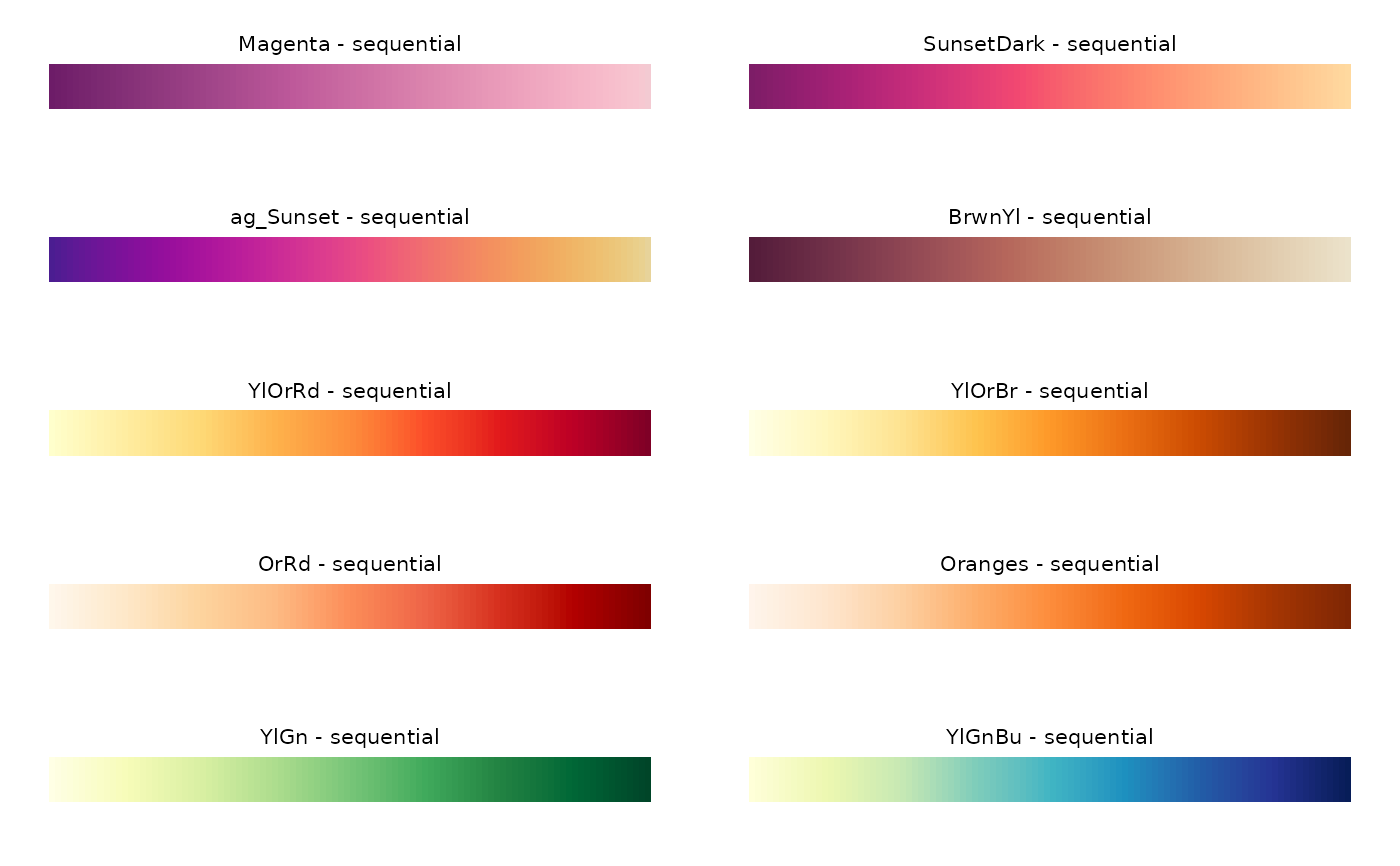 Magenta - sequential
SunsetDark - sequential
ag_Sunset - sequential
BrwnYl - sequential
YlOrRd - sequential
YlOrBr - sequential
OrRd - sequential
Oranges - sequential
YlGn - sequential
YlGnBu - sequential